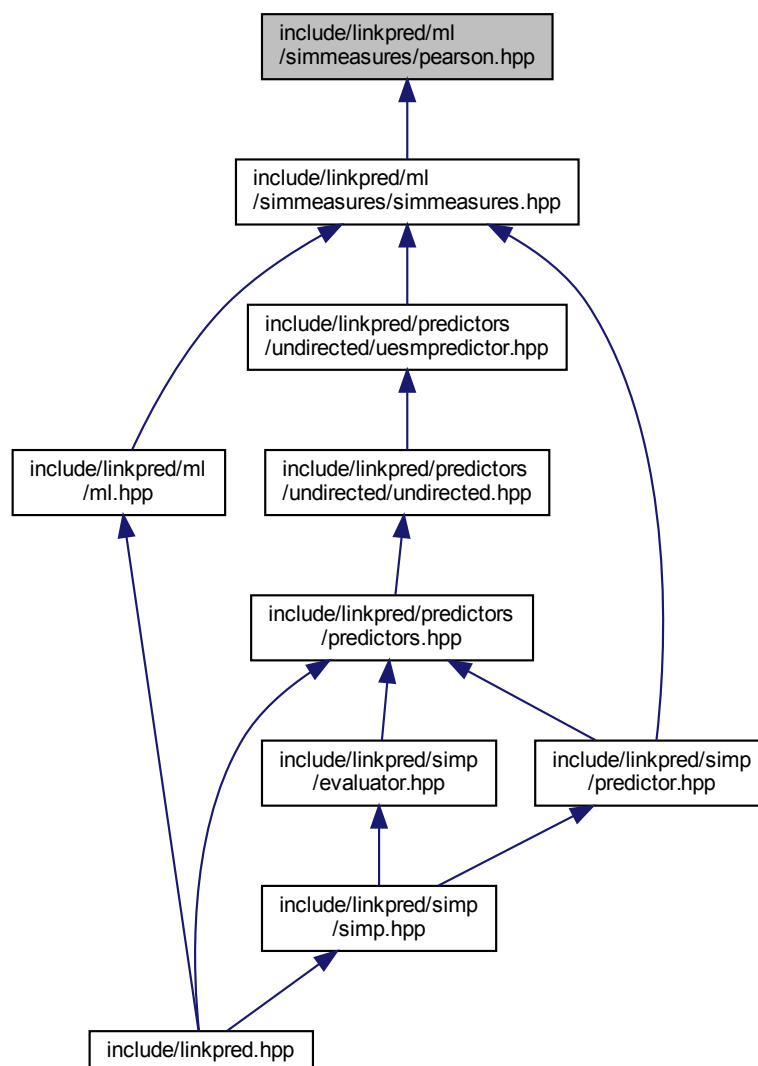 include/linkpred/ml
/simmeasures/pearson.hpp
include/linkpred/ml
/simmeasures/simmeasures.hpp
include/linkpred/predictors
/undirected/uesmpredictor.hpp
include/linkpred/ml
/ml.hpp
include/linkpred/predictors
/undirected/undirected.hpp
include/linkpred/predictors
/predictors.hpp
include/linkpred/simp
/evaluator.hpp
include/linkpred/simp
/predictor.hpp
include/linkpred/simp
/simp.hpp
include/linkpred.hpp